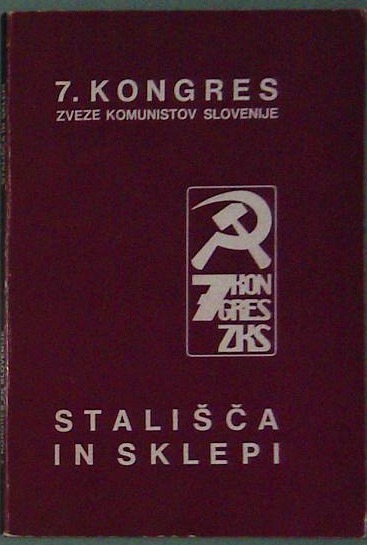 7. KONGRES
ZVEZE KOMUNISTOV SLOVENIJE
7 KON
GRES
ZKS
STALIŠČA
IN SKLEPI